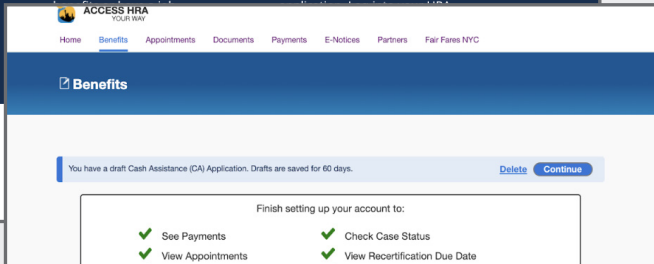 ACCESS HRA
YOUR WAY
Home Benefits Appointments Documents Payments E-Notices Partners Fair Fares NYC
Benefits
You have a draft Cash Assistance (CA) Application. Drafts are saved for 60 days. Delete Continue
Finish setting up your account to:
See Payments Check Case Status
View Appointments View Recertification Due Date